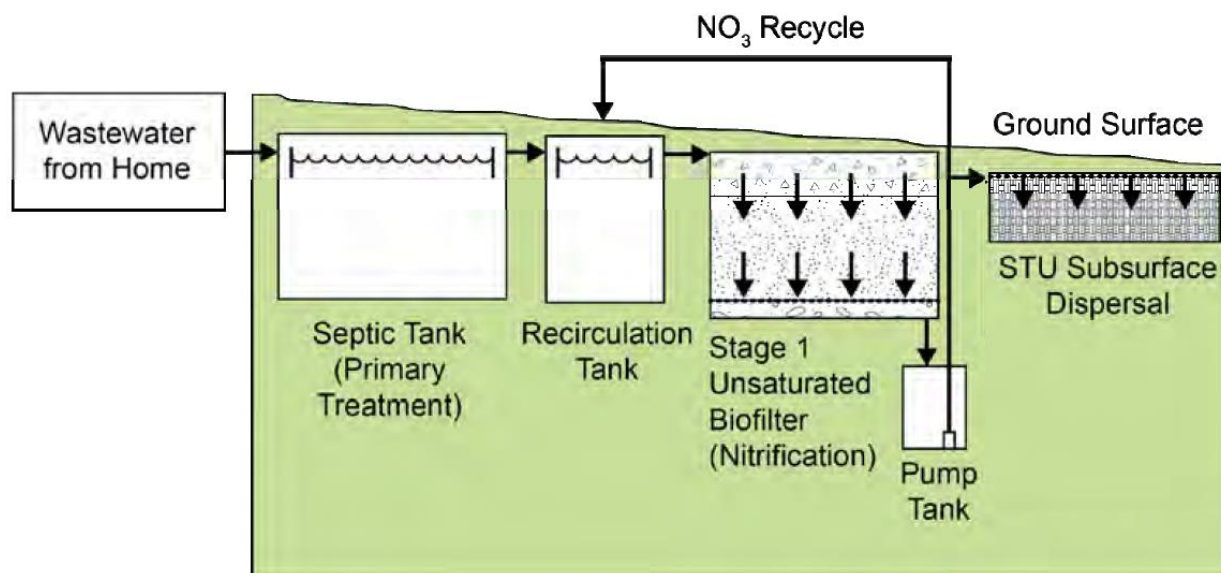 NO₃ Recycle
Wastewater
from Home
Ground Surface
Septic Tank
(Primary
Treatment)
Recirculation
Tank
Stage 1
Unsaturated
Biofilter
(Nitrification)
Pump
Tank
STU Subsurface
Dispersal